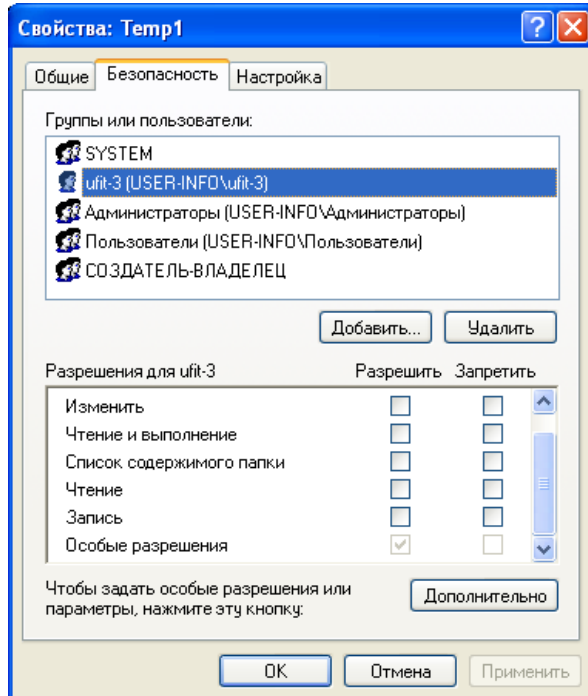 Свойства: Temp1
Общие Безопасность Настройка
Группы или пользователи:
SYSTEM
ufit-3 (USER-INFO\ufit-3)
Администраторы (USER-INFO\Администраторы)
Пользователи (USER-INFO\Пользователи)
СОЗДАТЕЛЬ-ВЛАДЕЛЕЦ
Добавить... Удалить
Разрешения для ufit-3 Разрешить Запретить
Изменить
Чтение и выполнение
Список содержимого папки
Чтение
Запись
Особые разрешения
Чтобы задать особые разрешения или
параметры, нажмите эту кнопку:
Дополнительно
OK Отмена Применить